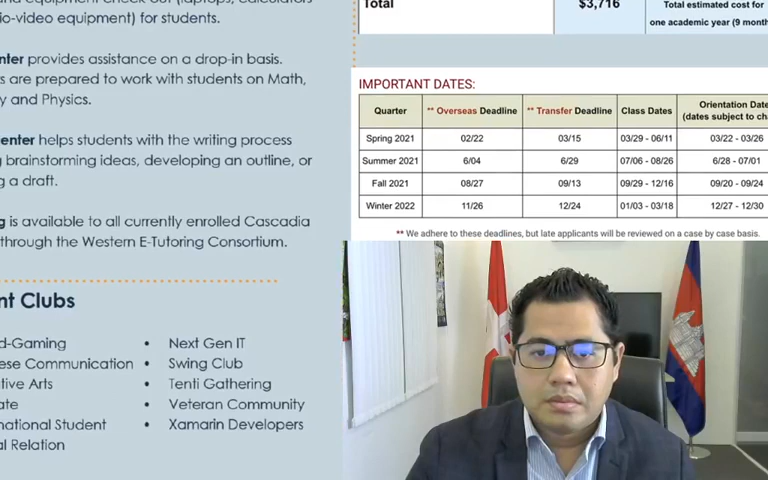 and equipment check out (laptops, calculators
io-video equipment) for students.
nter provides assistance on a drop-in basis.
rs are prepared to work with students on Math,
y and Physics.
enter helps students with the writing process
g brainstorming ideas, developing an outline, or
g a draft.
g is available to all currently enrolled Cascadia
through the Western E-Tutoring Consortium.
nt Clubs
d-Gaming
ese Communication
tive Arts
ate
national Student
al Relation
• Next Gen IT
• Swing Club
• Tenti Gathering
• Veteran Community
• Xamarin Developers
Total $3,716 Total estimated cost for
one academic year (9 month
IMPORTANT DATES:
Quarter ** Overseas Deadline ** Transfer Deadline Class Dates Orientation Date
(dates subject to cha
Spring 2021 02/22 03/15 03/29 - 06/11 03/22 - 03/26
Summer 2021 6/04 6/29 07/06 - 08/26 6/28 - 07/01
Fall 2021 08/27 09/13 09/29 - 12/16 09/20 - 09/24
Winter 2022 11/26 12/24 01/03 - 03/18 12/27 - 12/30
** We adhere to these deadlines, but late applicants will be reviewed on a case by case basis.